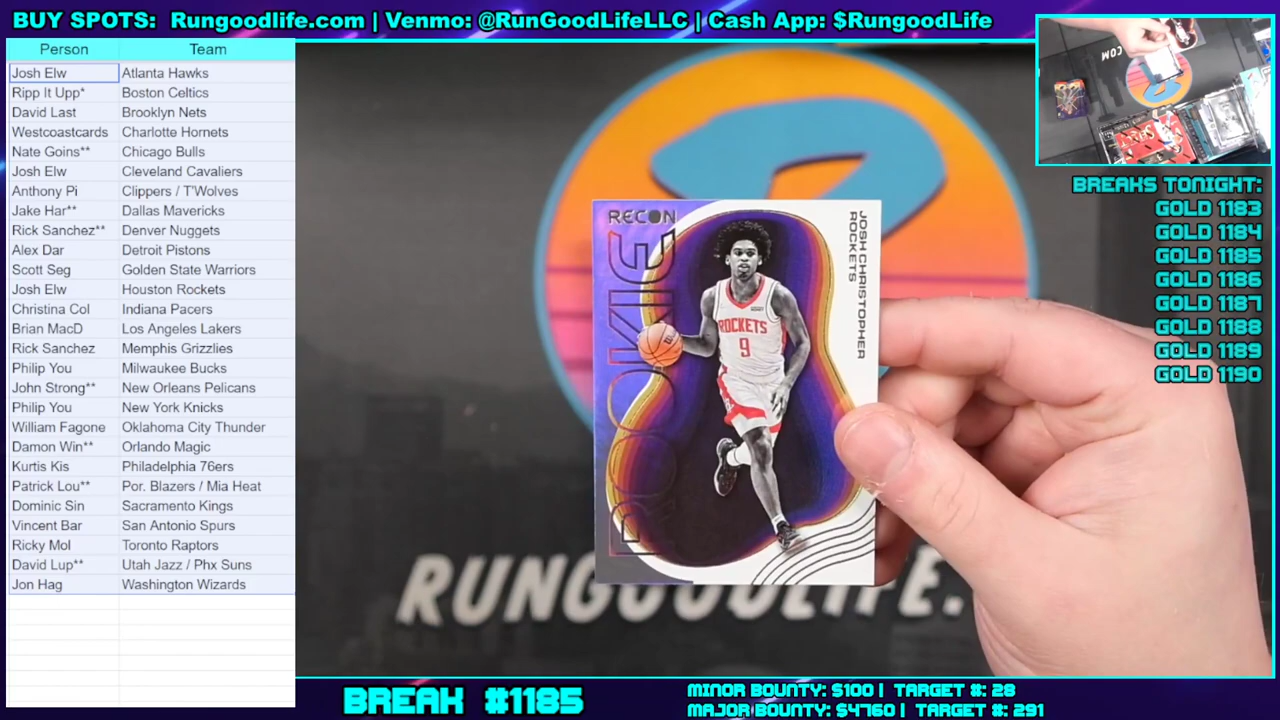 BUY SPOTS: Rungoodlife.com | Venmo: @RunGoodLifeLLC | Cash App: $RungoodLife
Person Team
Josh Elw Atlanta Hawks
Ripp It Upp* Boston Celtics
David Last Brooklyn Nets
Westcoastcards Charlotte Hornets
Nate Goins** Chicago Bulls
Josh Elw Cleveland Cavaliers
Anthony Pi Clippers / T'Wolves
Jake Har** Dallas Mavericks
Rick Sanchez** Denver Nuggets
Alex Dar Detroit Pistons
Scott Seg Golden State Warriors
Josh Elw Houston Rockets
Christina Col Indiana Pacers
Brian MacD Los Angeles Lakers
Rick Sanchez Memphis Grizzlies
Philip You Milwaukee Bucks
John Strong** New Orleans Pelicans
Philip You New York Knicks
William Fagone Oklahoma City Thunder
Damon Win** Orlando Magic
Kurtis Kis Philadelphia 76ers
Patrick Lou** Por. Blazers / Mia Heat
Dominic Sin Sacramento Kings
Vincent Bar San Antonio Spurs
Ricky Mol Toronto Raptors
David Lup** Utah Jazz / Phx Suns
Jon Hag Washington Wizards
RECON
ROOKIE
JOSH CHRISTOPHER
ROCKETS
ROCKETS
9
RUNGOODLIFE.
COM
BREAKS TONIGHT:
GOLD 1183
GOLD 1184
GOLD 1185
GOLD 1186
GOLD 1187
GOLD 1188
GOLD 1189
GOLD 1190
BREAK #1185
MINOR BOUNTY: $100 | TARGET #: 28
MAJOR BOUNTY: $4760 | TARGET #: 291